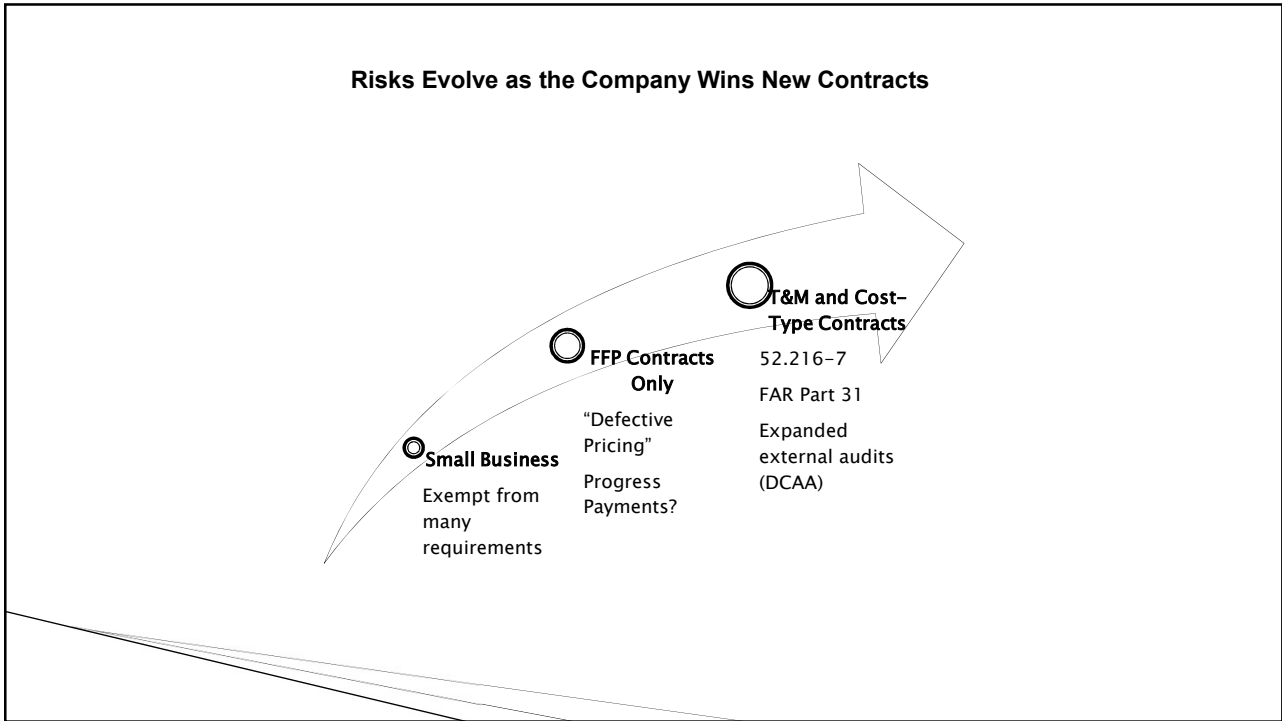 Risks Evolve as the Company Wins New Contracts
Small Business
Exempt from
many
requirements
FFP Contracts
Only
“Defective
Pricing”
Progress
Payments?
T&M and Cost-
Type Contracts
52.216-7
FAR Part 31
Expanded
external audits
(DCAA)